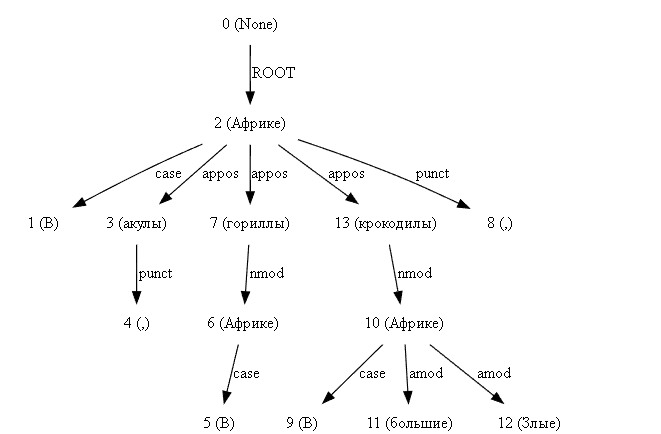 0 (None)
ROOT
2 (Африке)
case appos appos appos punct
1 (В) 3 (акулы) 7 (гориллы) 13 (крокодилы) 8 (,)
punct nmod nmod
4 (,) 6 (Африке) 10 (Африке)
case case amod amod
5 (В) 9 (В) 11 (большие) 12 (Злые)